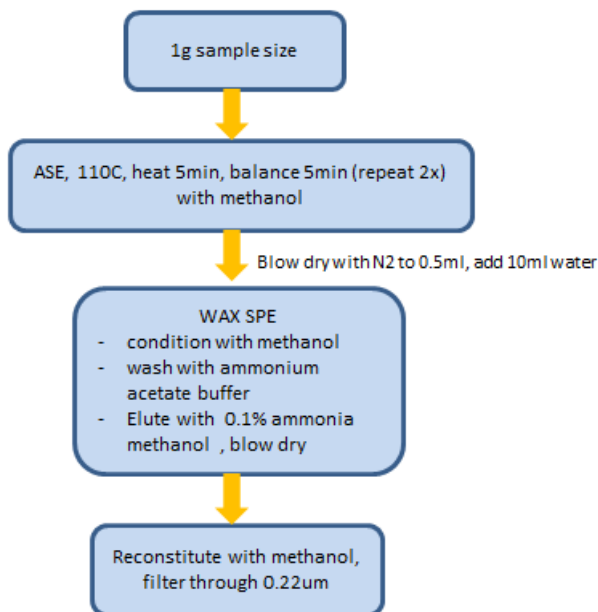 1g sample size
ASE, 110C, heat 5min, balance 5min (repeat 2x)
with methanol
Blow dry with N2 to 0.5ml, add 10ml water
WAX SPE
- condition with methanol
- wash with ammonium
acetate buffer
- Elute with 0.1% ammonia
methanol , blow dry
Reconstitute with methanol,
filter through 0.22um